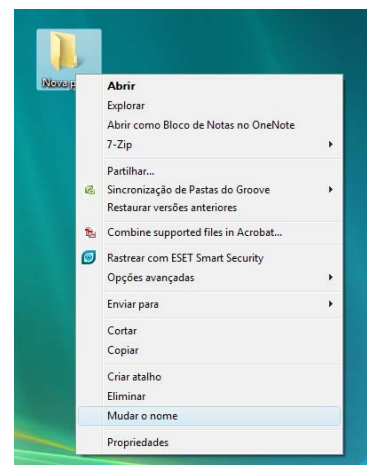 Nova p
Abrir
Explorar
Abrir como Bloco de Notas no OneNote
7-Zip
Partilhar...
Sincronização de Pastas do Groove
Restaurar versões anteriores
Combine supported files in Acrobat...
Rastrear com ESET Smart Security
Opções avançadas
Enviar para
Cortar
Copiar
Criar atalho
Eliminar
Mudar o nome
Propriedades